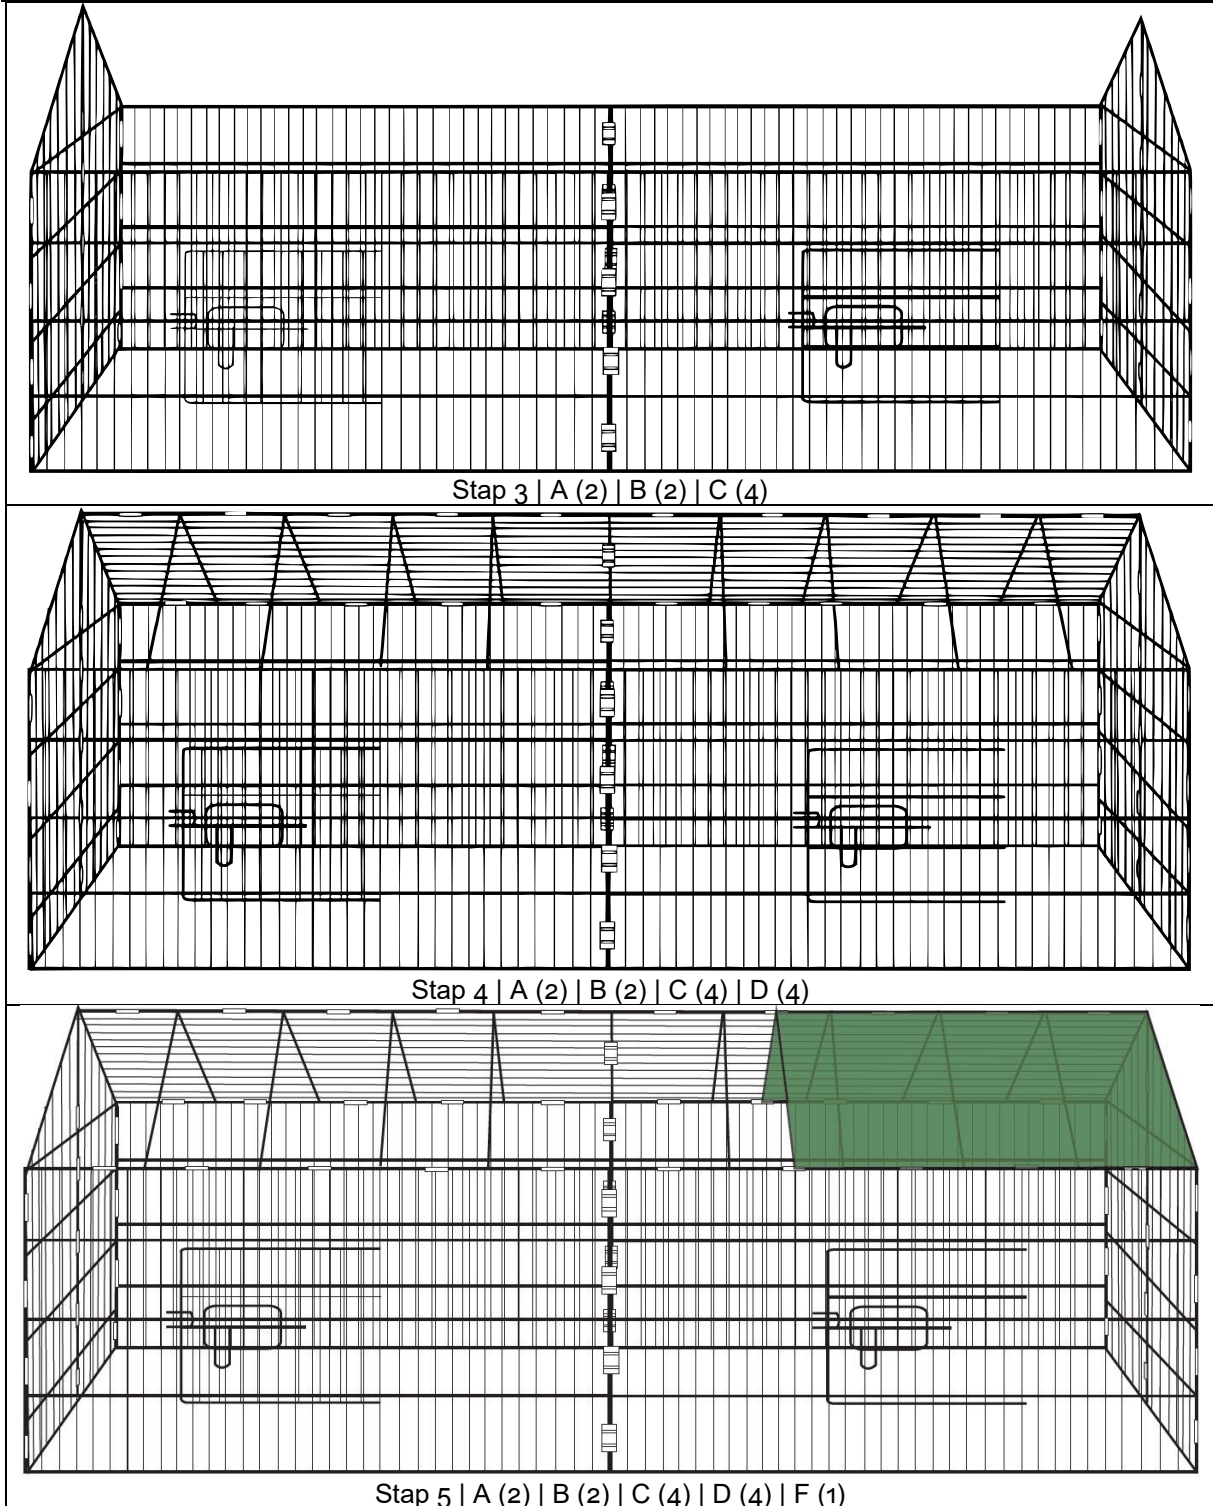 Stap 3 | A (2) | B (2) | C (4)
Stap 4 | A (2) | B (2) | C (4) | D (4)
Stap 5 | A (2) | B (2) | C (4) | D (4) | F (1)